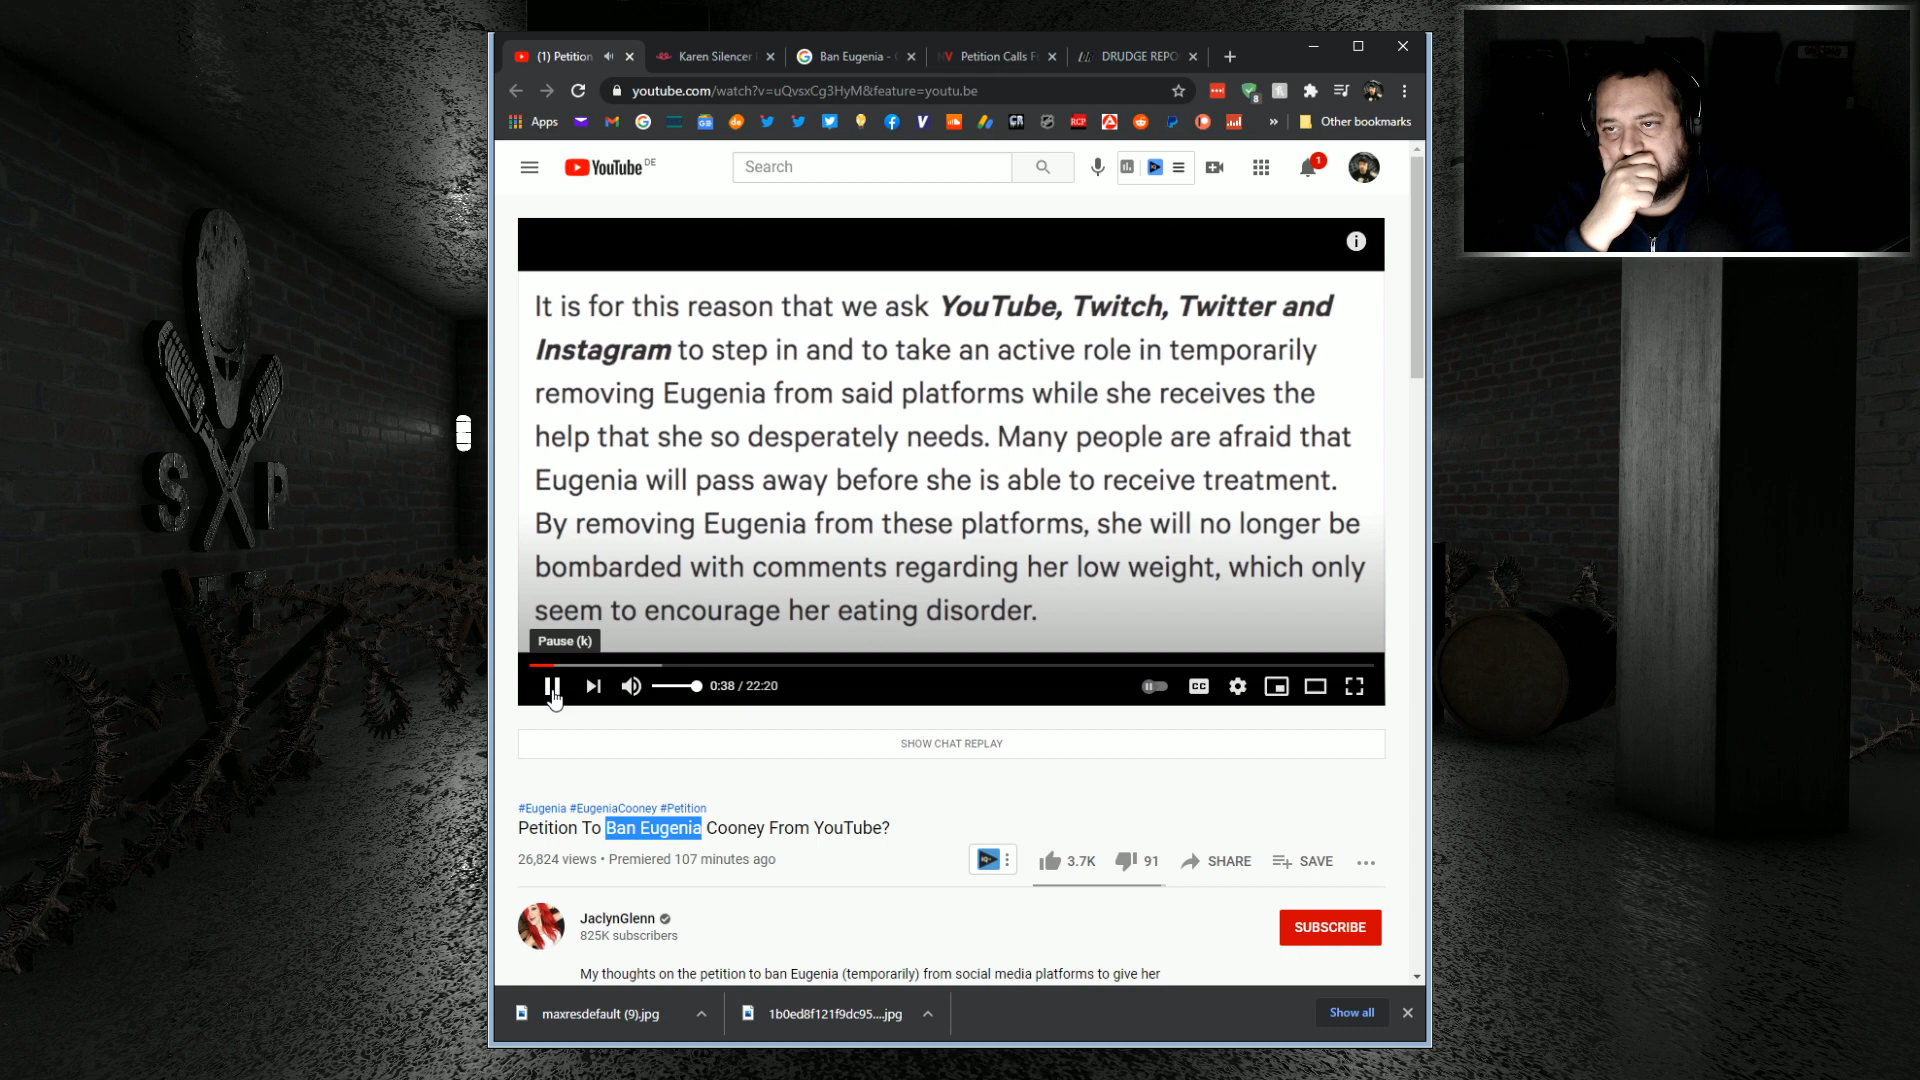 (1) Petition
Karen Silencer
Ban Eugenia -
Petition Calls F
DRUDGE REPO
youtube.com/watch?v=uQvsxCg3HyM&feature=youtu.be
8
Apps
Other bookmarks
YouTube DE
Search
1
It is for this reason that we ask YouTube, Twitch, Twitter and
Instagram to step in and to take an active role in temporarily
removing Eugenia from said platforms while she receives the
help that she so desperately needs. Many people are afraid that
Eugenia will pass away before she is able to receive treatment.
By removing Eugenia from these platforms, she will no longer be
bombarded with comments regarding her low weight, which only
seem to encourage her eating disorder.
Pause (k)
0:38 / 22:20
CC
SHOW CHAT REPLAY
#Eugenia #EugeniaCooney #Petition
Petition To Ban Eugenia Cooney From YouTube?
26,824 views • Premiered 107 minutes ago
3.7K
91
SHARE
SAVE
JaclynGlenn
825K subscribers
SUBSCRIBE
My thoughts on the petition to ban Eugenia (temporarily) from social media platforms to give her
maxresdefault (9).jpg
1b0ed8f121f9dc95....jpg
Show all
S P